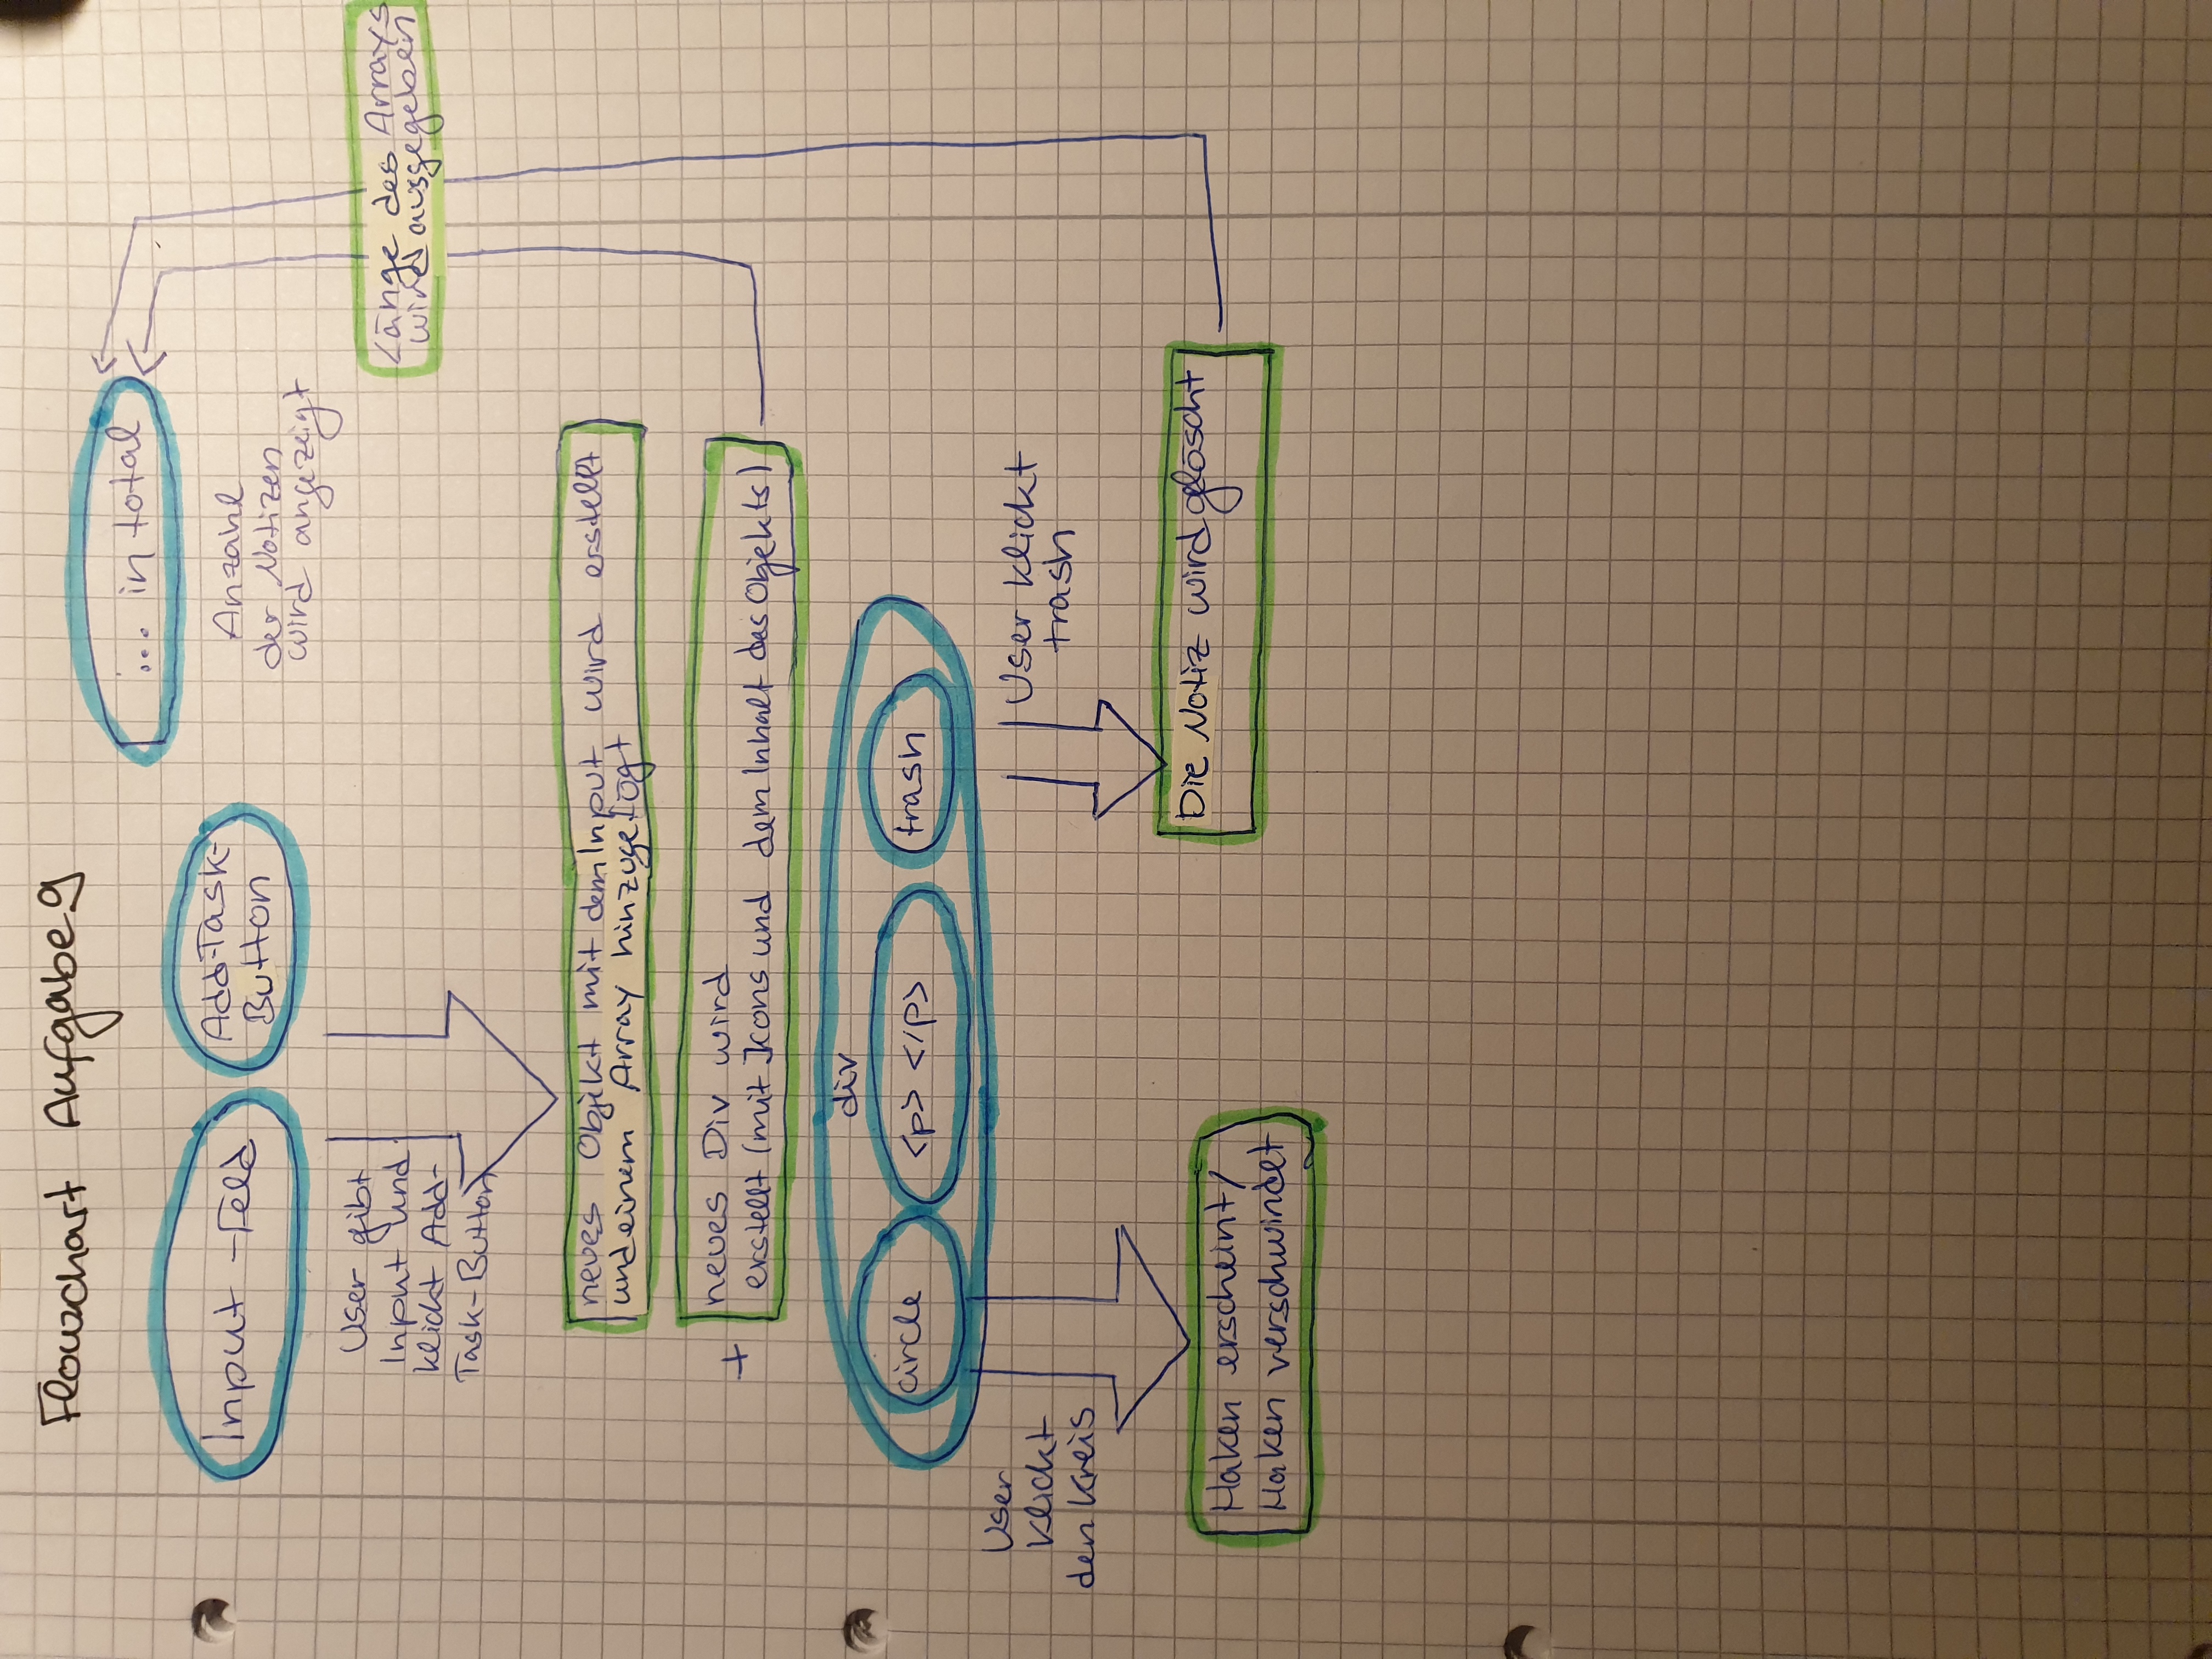 Flowchart Aufgabe 9
... in total
Input-Feld
Add-Task-
Button
Anzahl
der Notizen
wird angezeigt
User gibt
Input und
klickt Add-
Task-Button
Länge des Arrays
wird ausgegeben
neues Objekt mit dem Input wird erstellt
und einem Array hinzugefügt
+
neues Div wird
erstellt (mit Ikons und dem Inhalt des Objekts)
div
circle
<p> </p>
trash
User
klickt
den Kreis
User klickt
trash
Haken erscheint/
Haken verschwindet
Die Notiz wird gelöscht